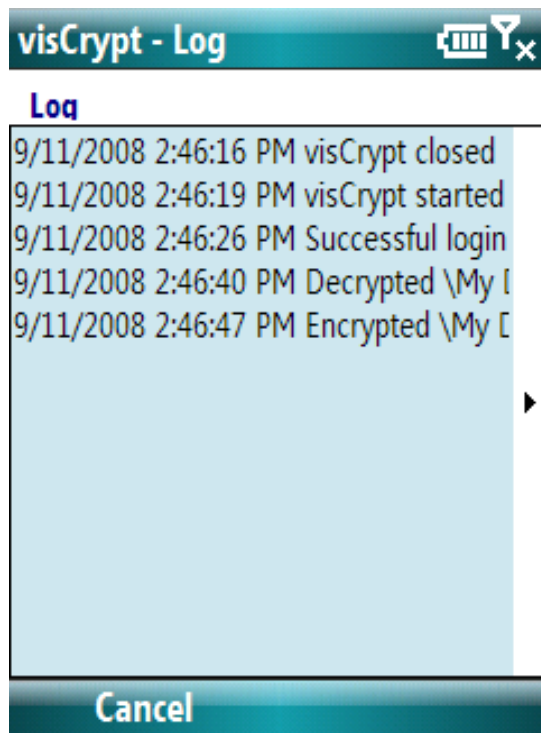 visCrypt - Log
Log
9/11/2008 2:46:16 PM visCrypt closed
9/11/2008 2:46:19 PM visCrypt started
9/11/2008 2:46:26 PM Successful login
9/11/2008 2:46:40 PM Decrypted \My
9/11/2008 2:46:47 PM Encrypted \My
Cancel